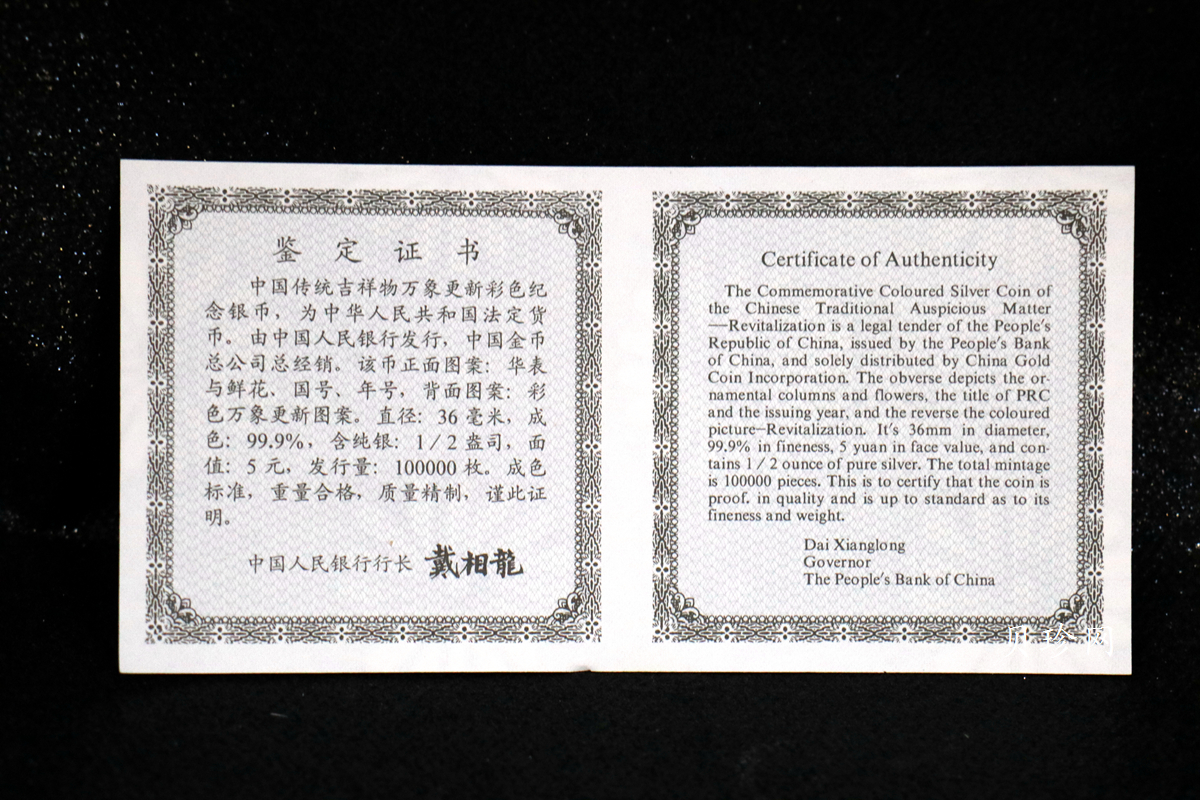 鉴定证书
中国传统吉祥物万象更新彩色纪
念银币，为中华人民共和国法定货
币。由中国人民银行发行，中国金币
总公司总经销。该币正面图案：华表
与鲜花、国号、年号，背面图案：彩
色万象更新图案。直径：36毫米，成
色：99.9%，含纯银：1/2盎司，面
值：5元，发行量：100000枚。成色
标准，重量合格，质量精制，谨此证
明。
中国人民银行行长 戴相龍
Certificate of Authenticity
The Commemorative Coloured Silver Coin of
the Chinese Traditional Auspicious Matter
—Revitalization is a legal tender of the People's
Republic of China, issued by the People's Bank
of China, and solely distributed by China Gold
Coin Incorporation. The obverse depicts the or-
namental columns and flowers, the title of PRC
and the issuing year, and the reverse the coloured
picture—Revitalization. It's 36mm in diameter,
99.9% in fineness, 5 yuan in face value, and con-
tains 1/2 ounce of pure silver. The total mintage
is 100000 pieces. This is to certify that the coin is
proof. in quality and is up to standard as to its
fineness and weight.
Dai Xianglong
Governor
The People's Bank of China
贝珍网